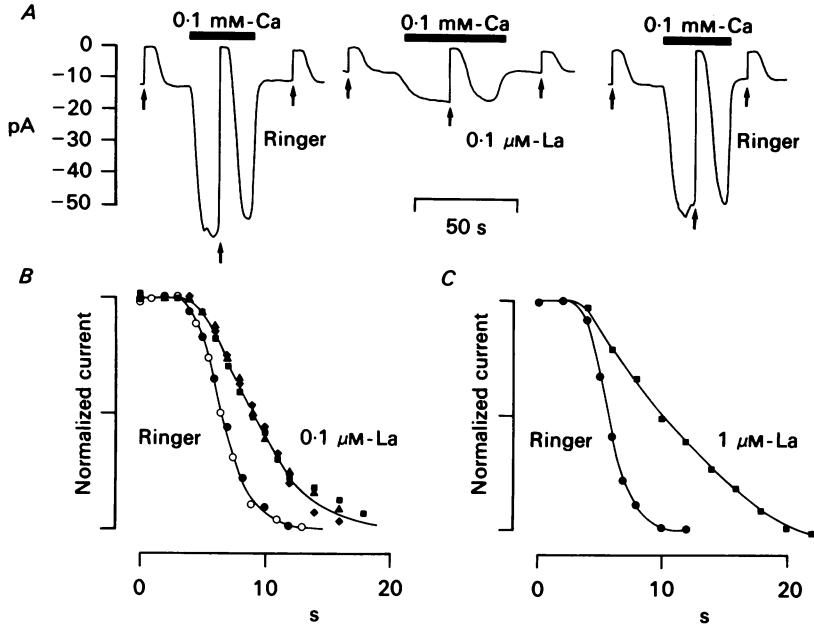 A
0·1 mM-Ca
0·1 mM-Ca
0·1 mM-Ca
0
−10
−20
−30
−40
−50
pA
Ringer
0·1 µM-La
Ringer
50 s
B
Normalized current
Ringer
0·1 µM-La
0
10
20
s
C
Normalized current
Ringer
1 µM-La
0
10
20
s